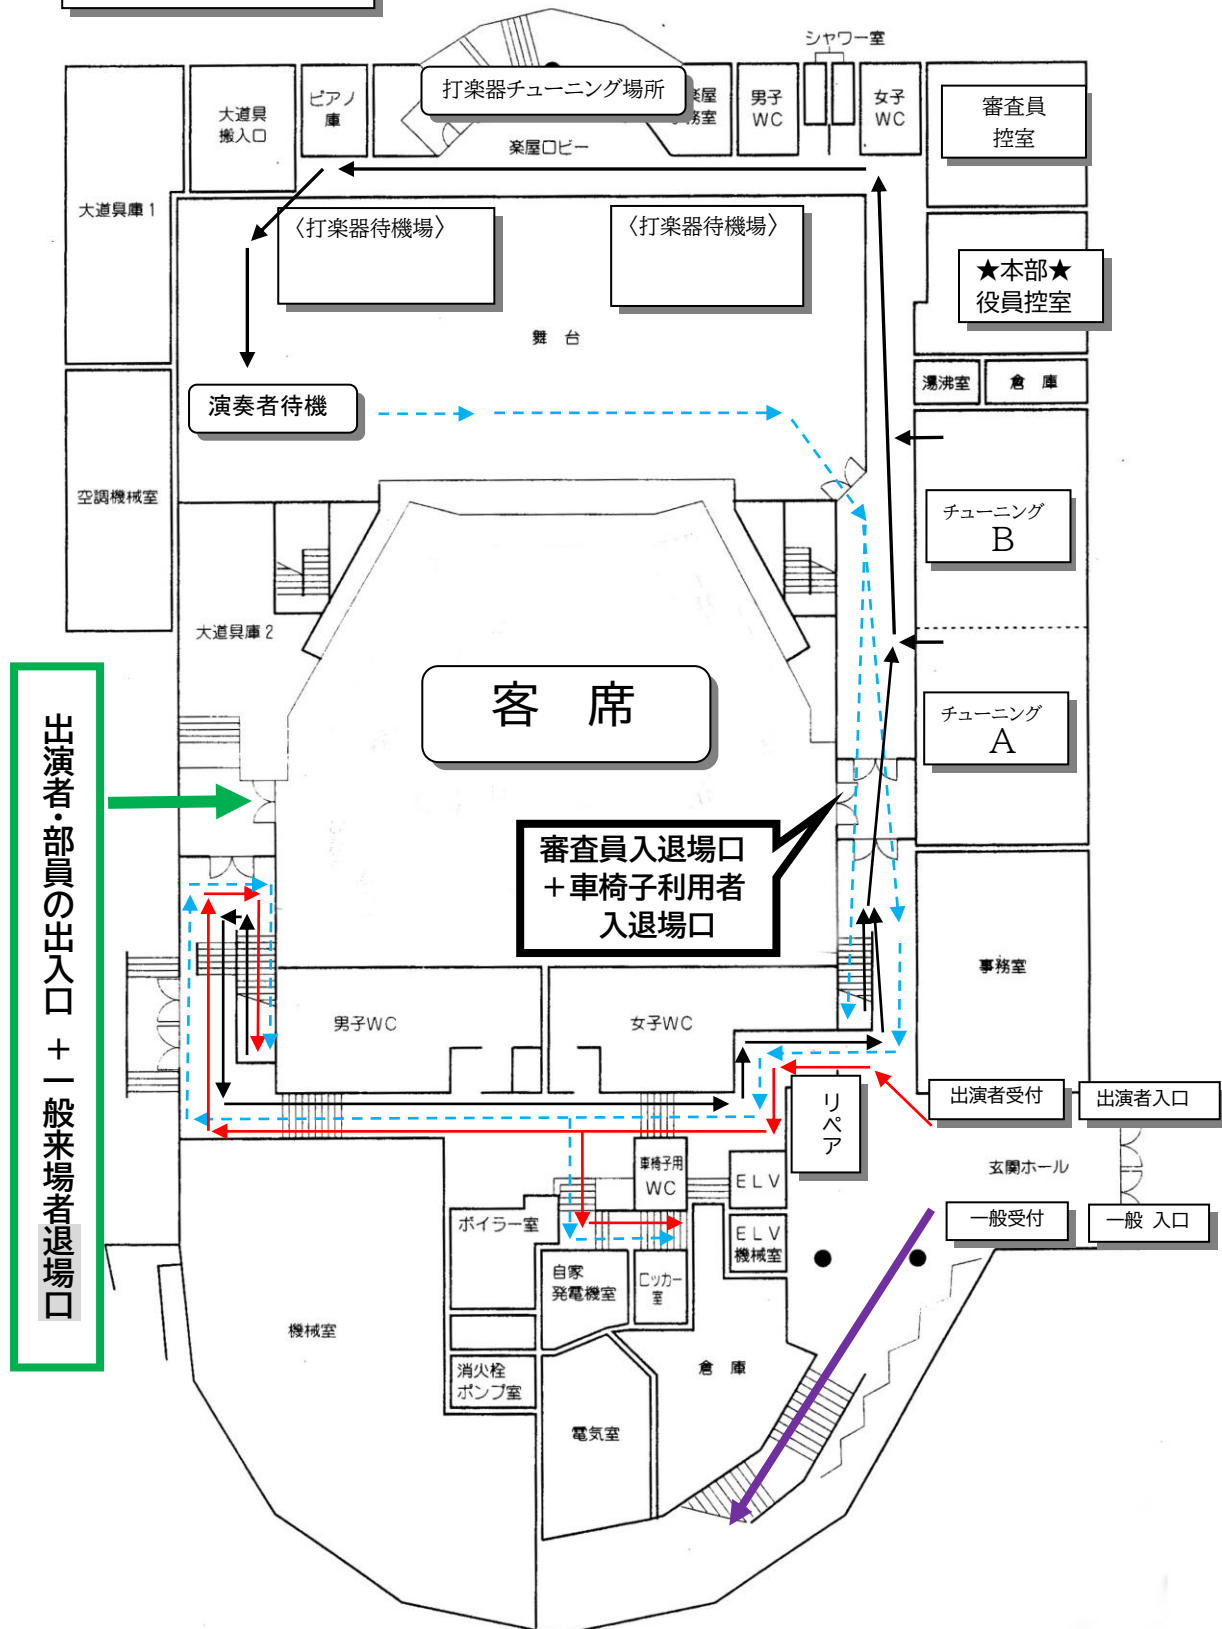 シャワー室
打楽器チューニング場所
ピアノ
庫
大道具
搬入口
楽屋
務室
男子
WC
女子
WC
審査員
控室
楽屋ロビー
大道具庫1
〈打楽器待機場〉
〈打楽器待機場〉
★本部★
役員控室
舞 台
湯沸室
倉 庫
演奏者待機
空調機械室
チューニング
B
大道具庫2
客 席
チューニング
A
出演者・部員の出入口 + 一般来場者退場口
審査員入退場口
+車椅子利用者
入退場口
事務室
男子WC
女子WC
リペア
出演者受付
出演者入口
車椅子用
WC
ELV
玄関ホール
ボイラー室
ELV
機械室
一般受付
一般 入口
自家
発電機室
ロッカー
室
機械室
消火栓
ポンプ室
倉 庫
電気室